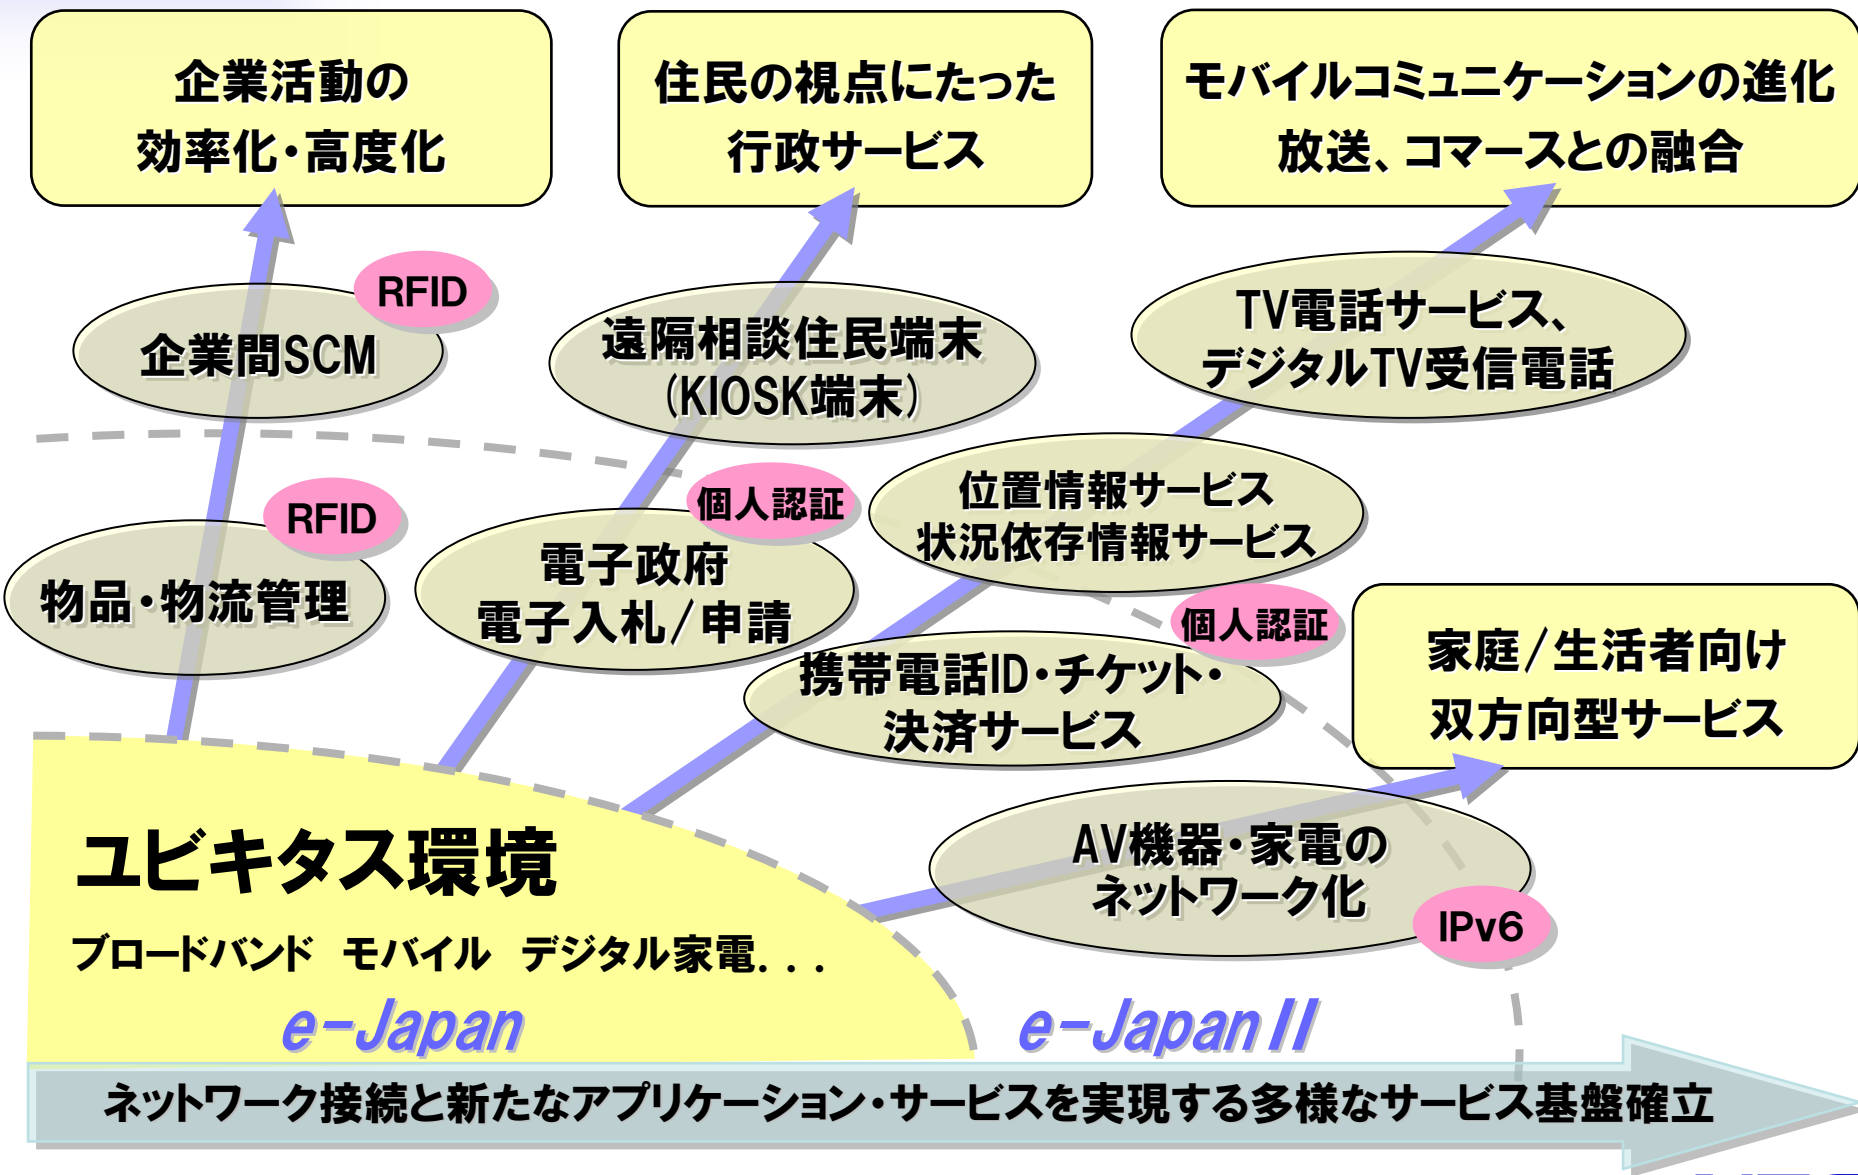 企業活動の
効率化・高度化
住民の視点にたった
行政サービス
モバイルコミュニケーションの進化
放送、コマースとの融合
RFID
企業間SCM
遠隔相談住民端末
(KIOSK端末)
TV電話サービス、
デジタルTV受信電話
RFID
物品・物流管理
個人認証
電子政府
電子入札/申請
位置情報サービス
状況依存情報サービス
個人認証
携帯電話ID・チケット・
決済サービス
家庭/生活者向け
双方向型サービス
AV機器・家電の
ネットワーク化
IPv6
ユビキタス環境
ブロードバンド モバイル デジタル家電...
e-Japan
e-JapanII
ネットワーク接続と新たなアプリケーション・サービスを実現する多様なサービス基盤確立